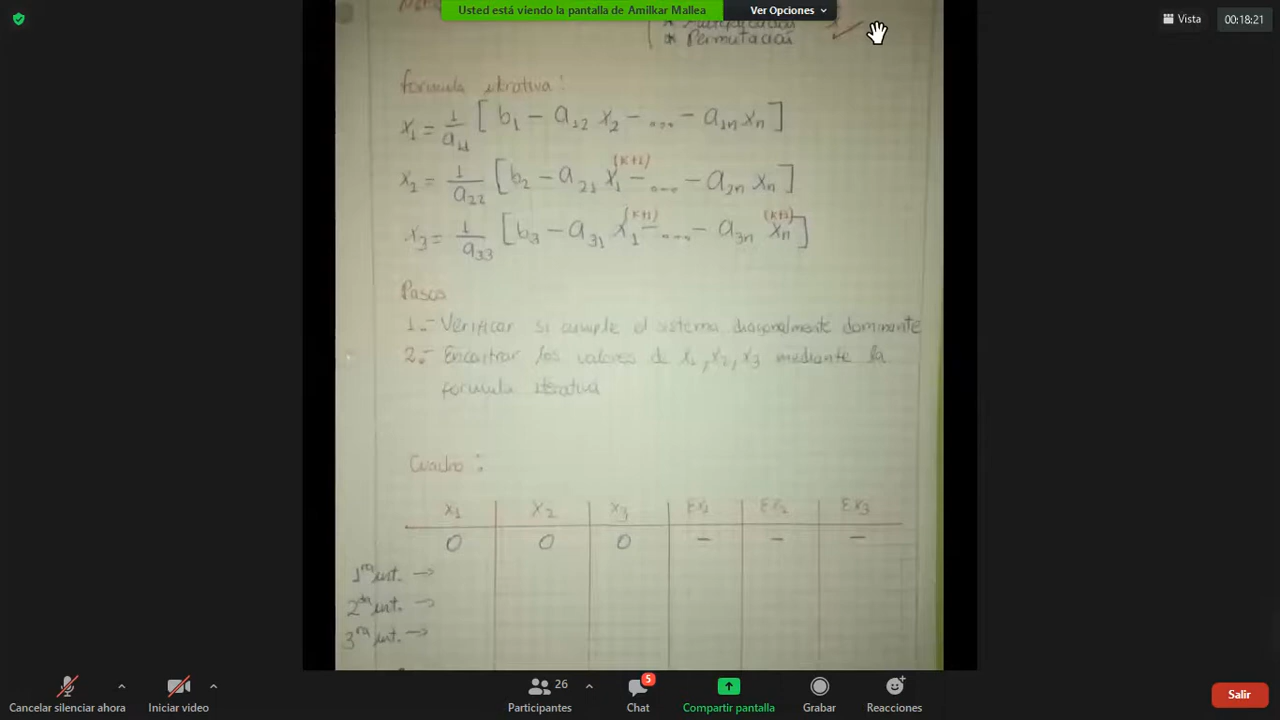 Usted está viendo la pantalla de Amilkar Mallea
Ver Opciones
Vista
00:18:21
* Permutación
formula iterativa:
x₁ = 1/a₁₁ [b₁ - a₁₂ x₂ - .... - a₁ₙ xₙ]
x₂ = 1/a₂₂ [b₂ - a₂₁ x₁⁽ᵏ⁺¹⁾ - .... - a₂ₙ xₙ]
x₃ = 1/a₃₃ [b₃ - a₃₁ x₁⁽ᵏ⁺¹⁾ - .... - a₃ₙ xₙ⁽ᵏ⁺¹⁾]
Pasos
1.- Verificar si cumple el sistema diagonalmente dominante
2.- Encontrar los valores de x₁, x₂, x₃ mediante la
formula iterativa
Cuadro:
x₁ x₂ x₃ Ex₁ Ex₂ Ex₃
0 0 0 - - -
1ra int. →
2da int. →
3ra int. →
Cancelar silenciar ahora
Iniciar video
26
Participantes
5
Chat
Compartir pantalla
Grabar
Reacciones
Salir